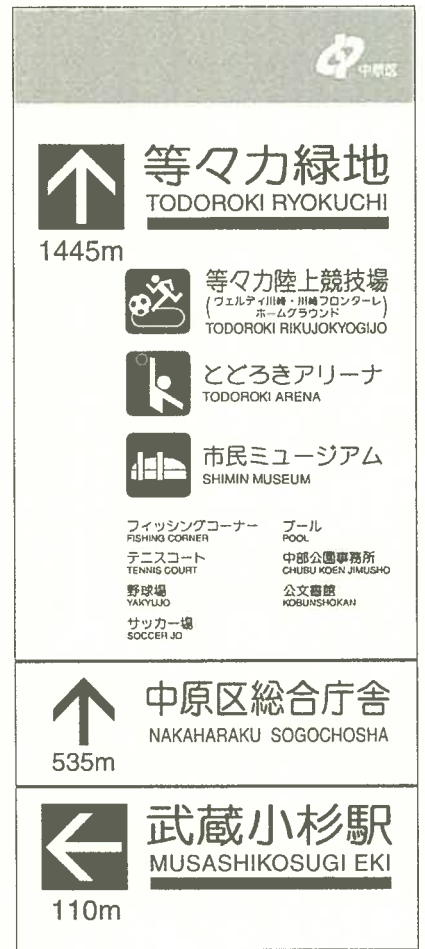 中原区
等々力緑地
TODOROKI RYOKUCHI
1445m
等々力陸上競技場
(ヴェルディ川崎・川崎フロンターレ
ホームグラウンド)
TODOROKI RIKUJOKYOGIJO
とどろきアリーナ
TODOROKI ARENA
市民ミュージアム
SHIMIN MUSEUM
フィッシングコーナー
FISHING CORNER
テニスコート
TENNIS COURT
野球場
YAKYUJO
サッカー場
SOCCER JO
プール
POOL
中部公園事務所
CHUBU KOEN JIMUSHO
公文書館
KOBUNSHOKAN
中原区総合庁舎
NAKAHARAKU SOGOCHOSHA
535m
武蔵小杉駅
MUSASHIKOSUGI EKI
110m